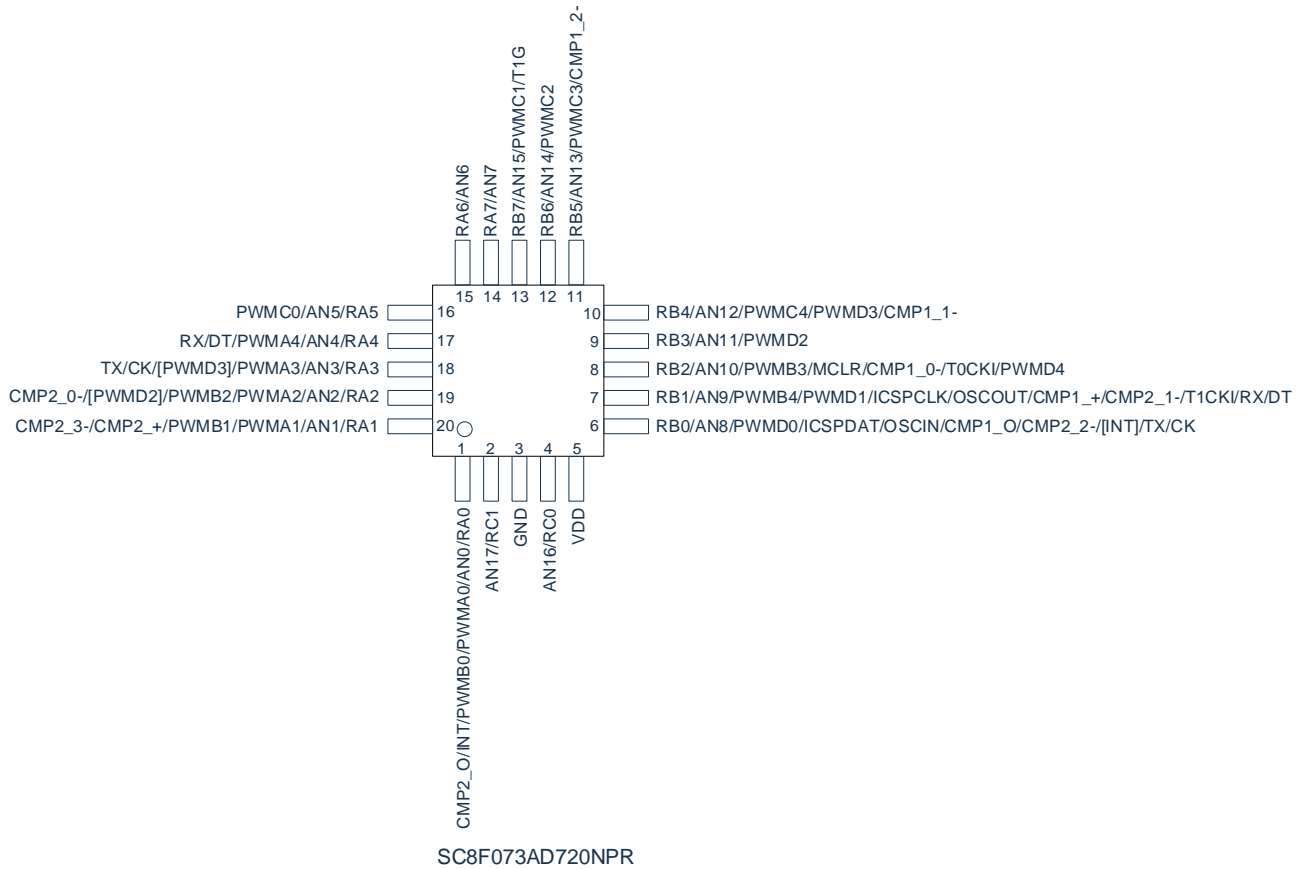 RA6/AN6
RA7/AN7
RB7/AN15/PWMC1/T1G
RB6/AN14/PWMC2
RB5/AN13/PWMC3/CMP1_2-
15
14
13
12
11
PWMC0/AN5/RA5
16
10
RB4/AN12/PWMC4/PWMD3/CMP1_1-
RX/DT/PWMA4/AN4/RA4
17
9
RB3/AN11/PWMD2
TX/CK/[PWMD3]/PWMA3/AN3/RA3
18
8
RB2/AN10/PWMB3/MCLR/CMP1_0-/T0CKI/PWMD4
CMP2_0-/[PWMD2]/PWMB2/PWMA2/AN2/RA2
19
7
RB1/AN9/PWMB4/PWMD1/ICSPCLK/OSCOUT/CMP1_+/CMP2_1-/T1CKI/RX/DT
CMP2_3-/CMP2_+/PWMB1/PWMA1/AN1/RA1
20
6
RB0/AN8/PWMD0/ICSPDAT/OSCIN/CMP1_O/CMP2_2-/[INT]/TX/CK
1
2
3
4
5
CMP2_O/INT/PWMB0/PWMA0/AN0/RA0
AN17/RC1
GND
AN16/RC0
VDD
SC8F073AD720NPR